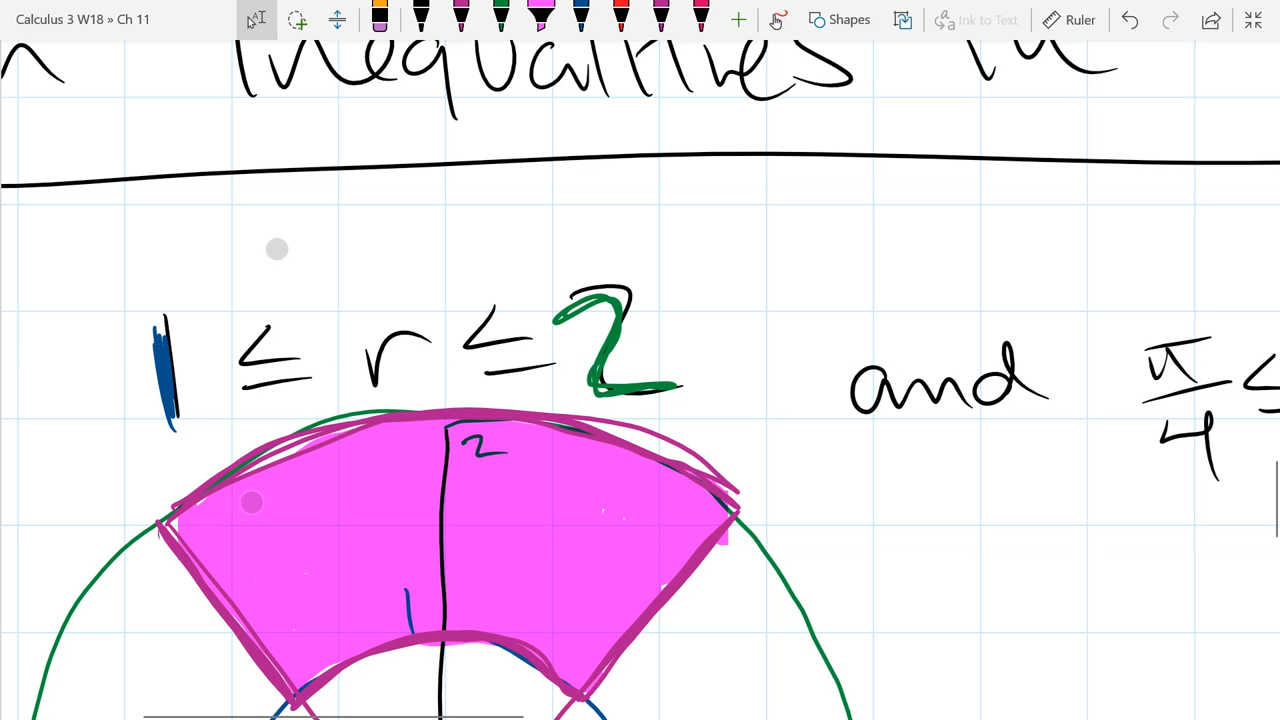 Calculus 3 W18 » Ch 11
Shapes
Ink to Text
Ruler
Inequalities in
1 ≤ r ≤ 2 and π/4 ≤
2
1